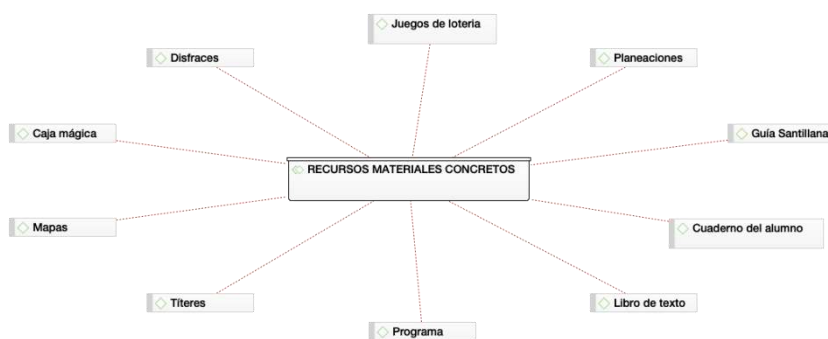 Juegos de loteria
Disfraces
Planeaciones
Caja mágica
Guía Santillana
RECURSOS MATERIALES CONCRETOS
Mapas
Cuaderno del alumno
Títeres
Libro de texto
Programa